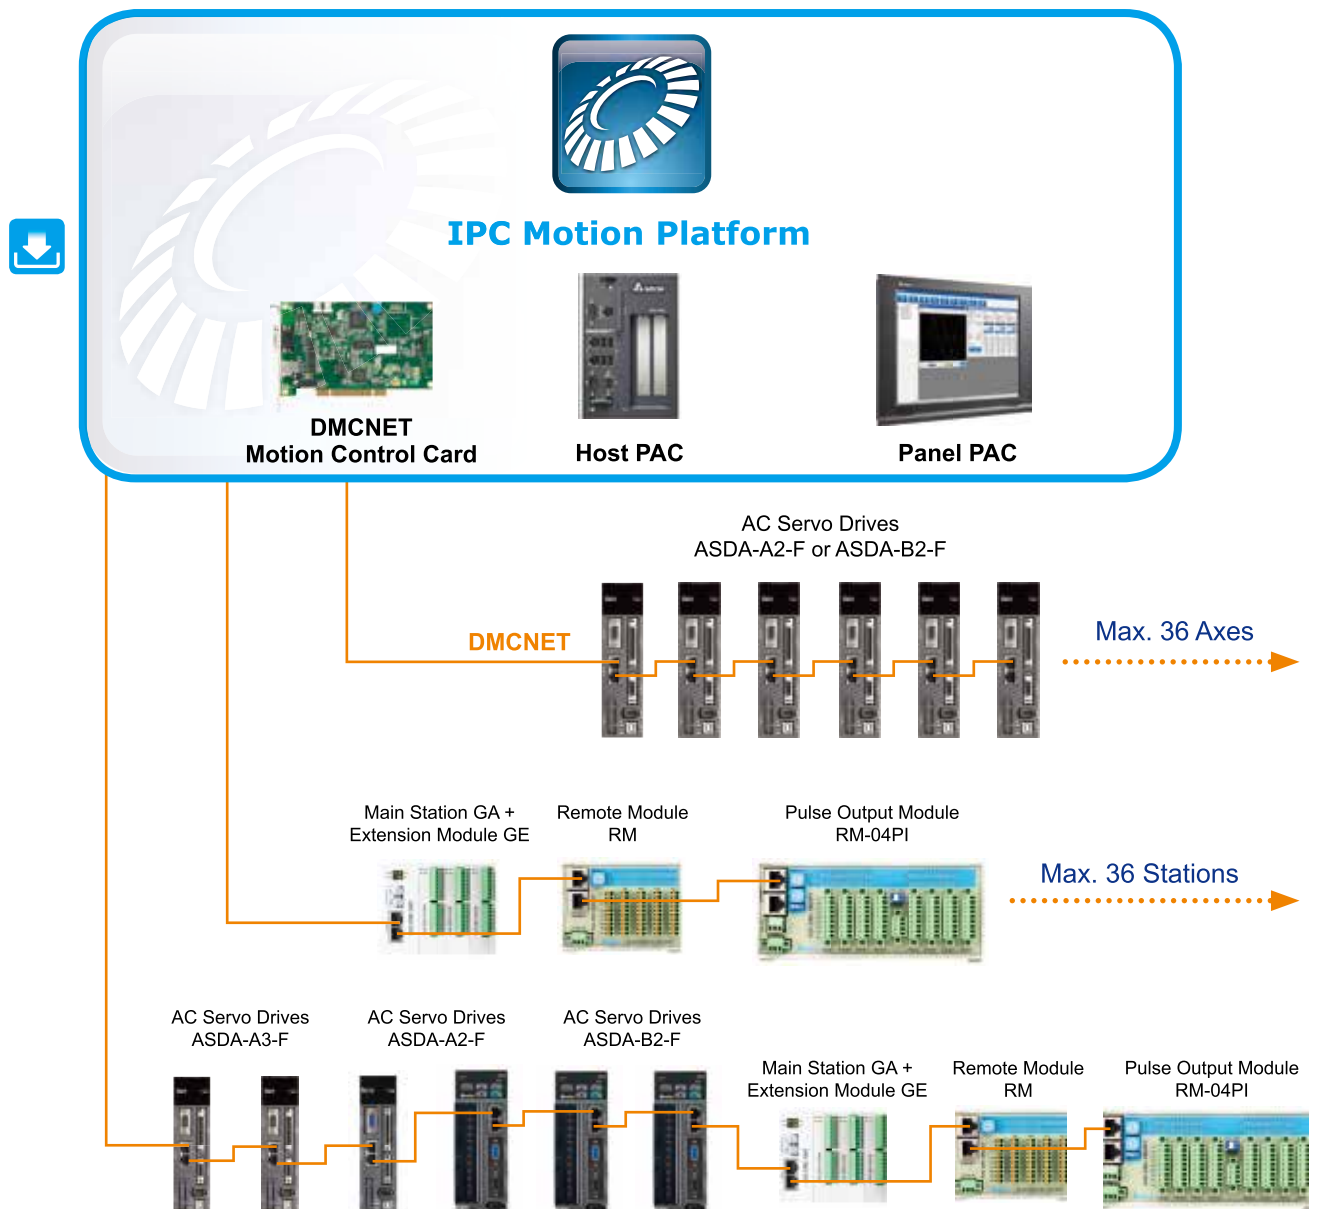 IPC Motion Platform
DMCNET
Motion Control Card
Host PAC
Panel PAC
AC Servo Drives
ASDA-A2-F or ASDA-B2-F
DMCNET
Max. 36 Axes
Main Station GA +
Extension Module GE
Remote Module
RM
Pulse Output Module
RM-04PI
Max. 36 Stations
AC Servo Drives
ASDA-A3-F
AC Servo Drives
ASDA-A2-F
AC Servo Drives
ASDA-B2-F
Main Station GA +
Extension Module GE
Remote Module
RM
Pulse Output Module
RM-04PI